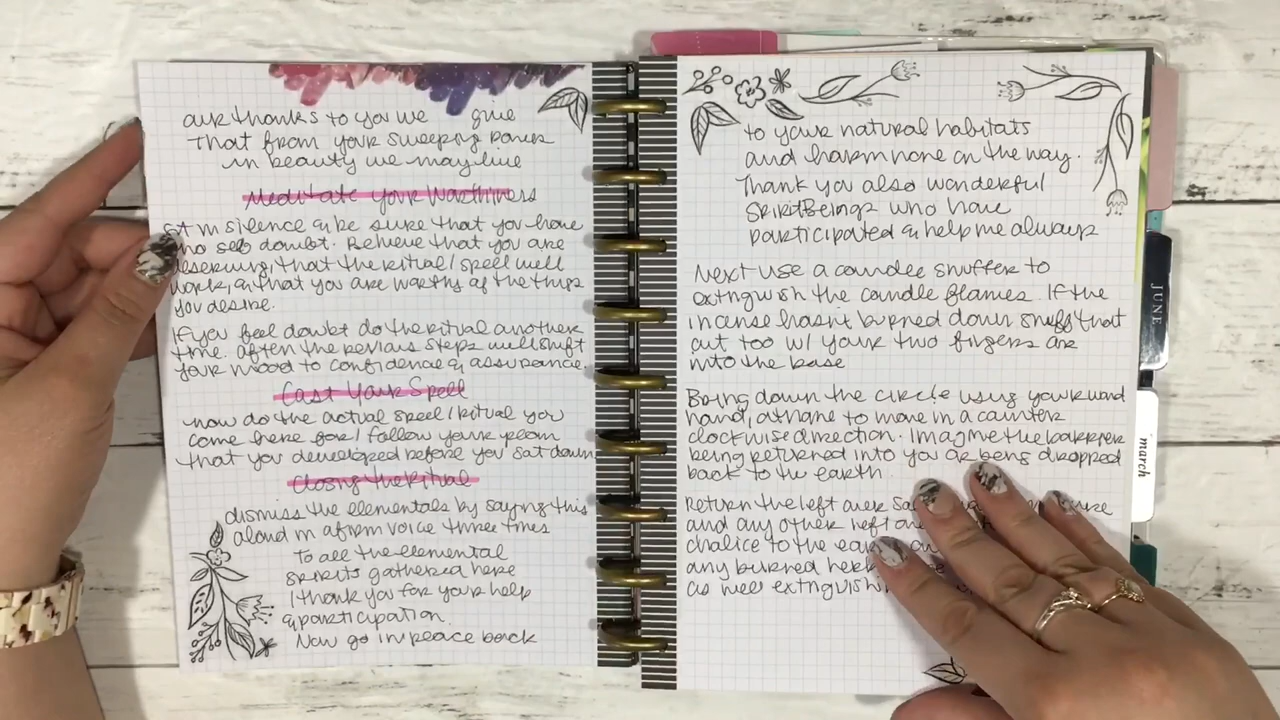 our thanks to you we give
that from your sweeping power
in beauty we may live
Meditate your worthiness
sit in silence & be sure that you have
no self doubt. Believe that you are
deserving, that the ritual/spell will
work, & that you are worthy of the things
you desire.
If you feel doubt do the ritual another
time. after the perious steps will shift
your mood to confidence & assurance.
Cast Your Spell
now do the actual spell/ritual you
come here for/follow your plan
that you developed before you sat down
Closing the Ritual
dismiss the elementals by saying this
aloud in a firm voice three times
To all the elemental
spirits gathered here
I thank you for your help
& participation.
Now go in peace back
to your natural habitats
and harm none on the way.
Thank you also wonderful
Spirit Beings who have
participated & help me always
Next use a candle snuffer to
extinguish the candle flames. If the
incense hasn't burned down snuff that
out too w/ your two fingers or
into the base
Bring down the circle using your wand
hand, athame to move in a counter
clockwise direction. Imagine the barrier
being returned into you or being dropped
back to the earth.
Return the left over
and any other left
chalice to the
any burned
as well extinguish
JUNE
march